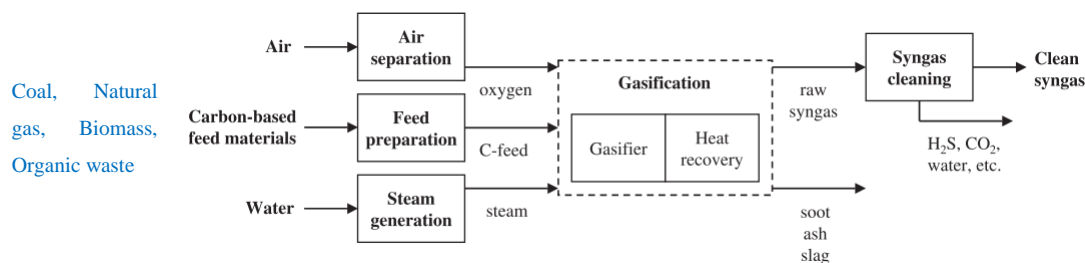 Coal, Natural
gas, Biomass,
Organic waste
Air
Air
separation
oxygen
Carbon-based
feed materials
Feed
preparation
C-feed
Water
Steam
generation
steam
Gasification
Gasifier
Heat
recovery
raw
syngas
soot
ash
slag
Syngas
cleaning
Clean
syngas
H₂S, CO₂,
water, etc.